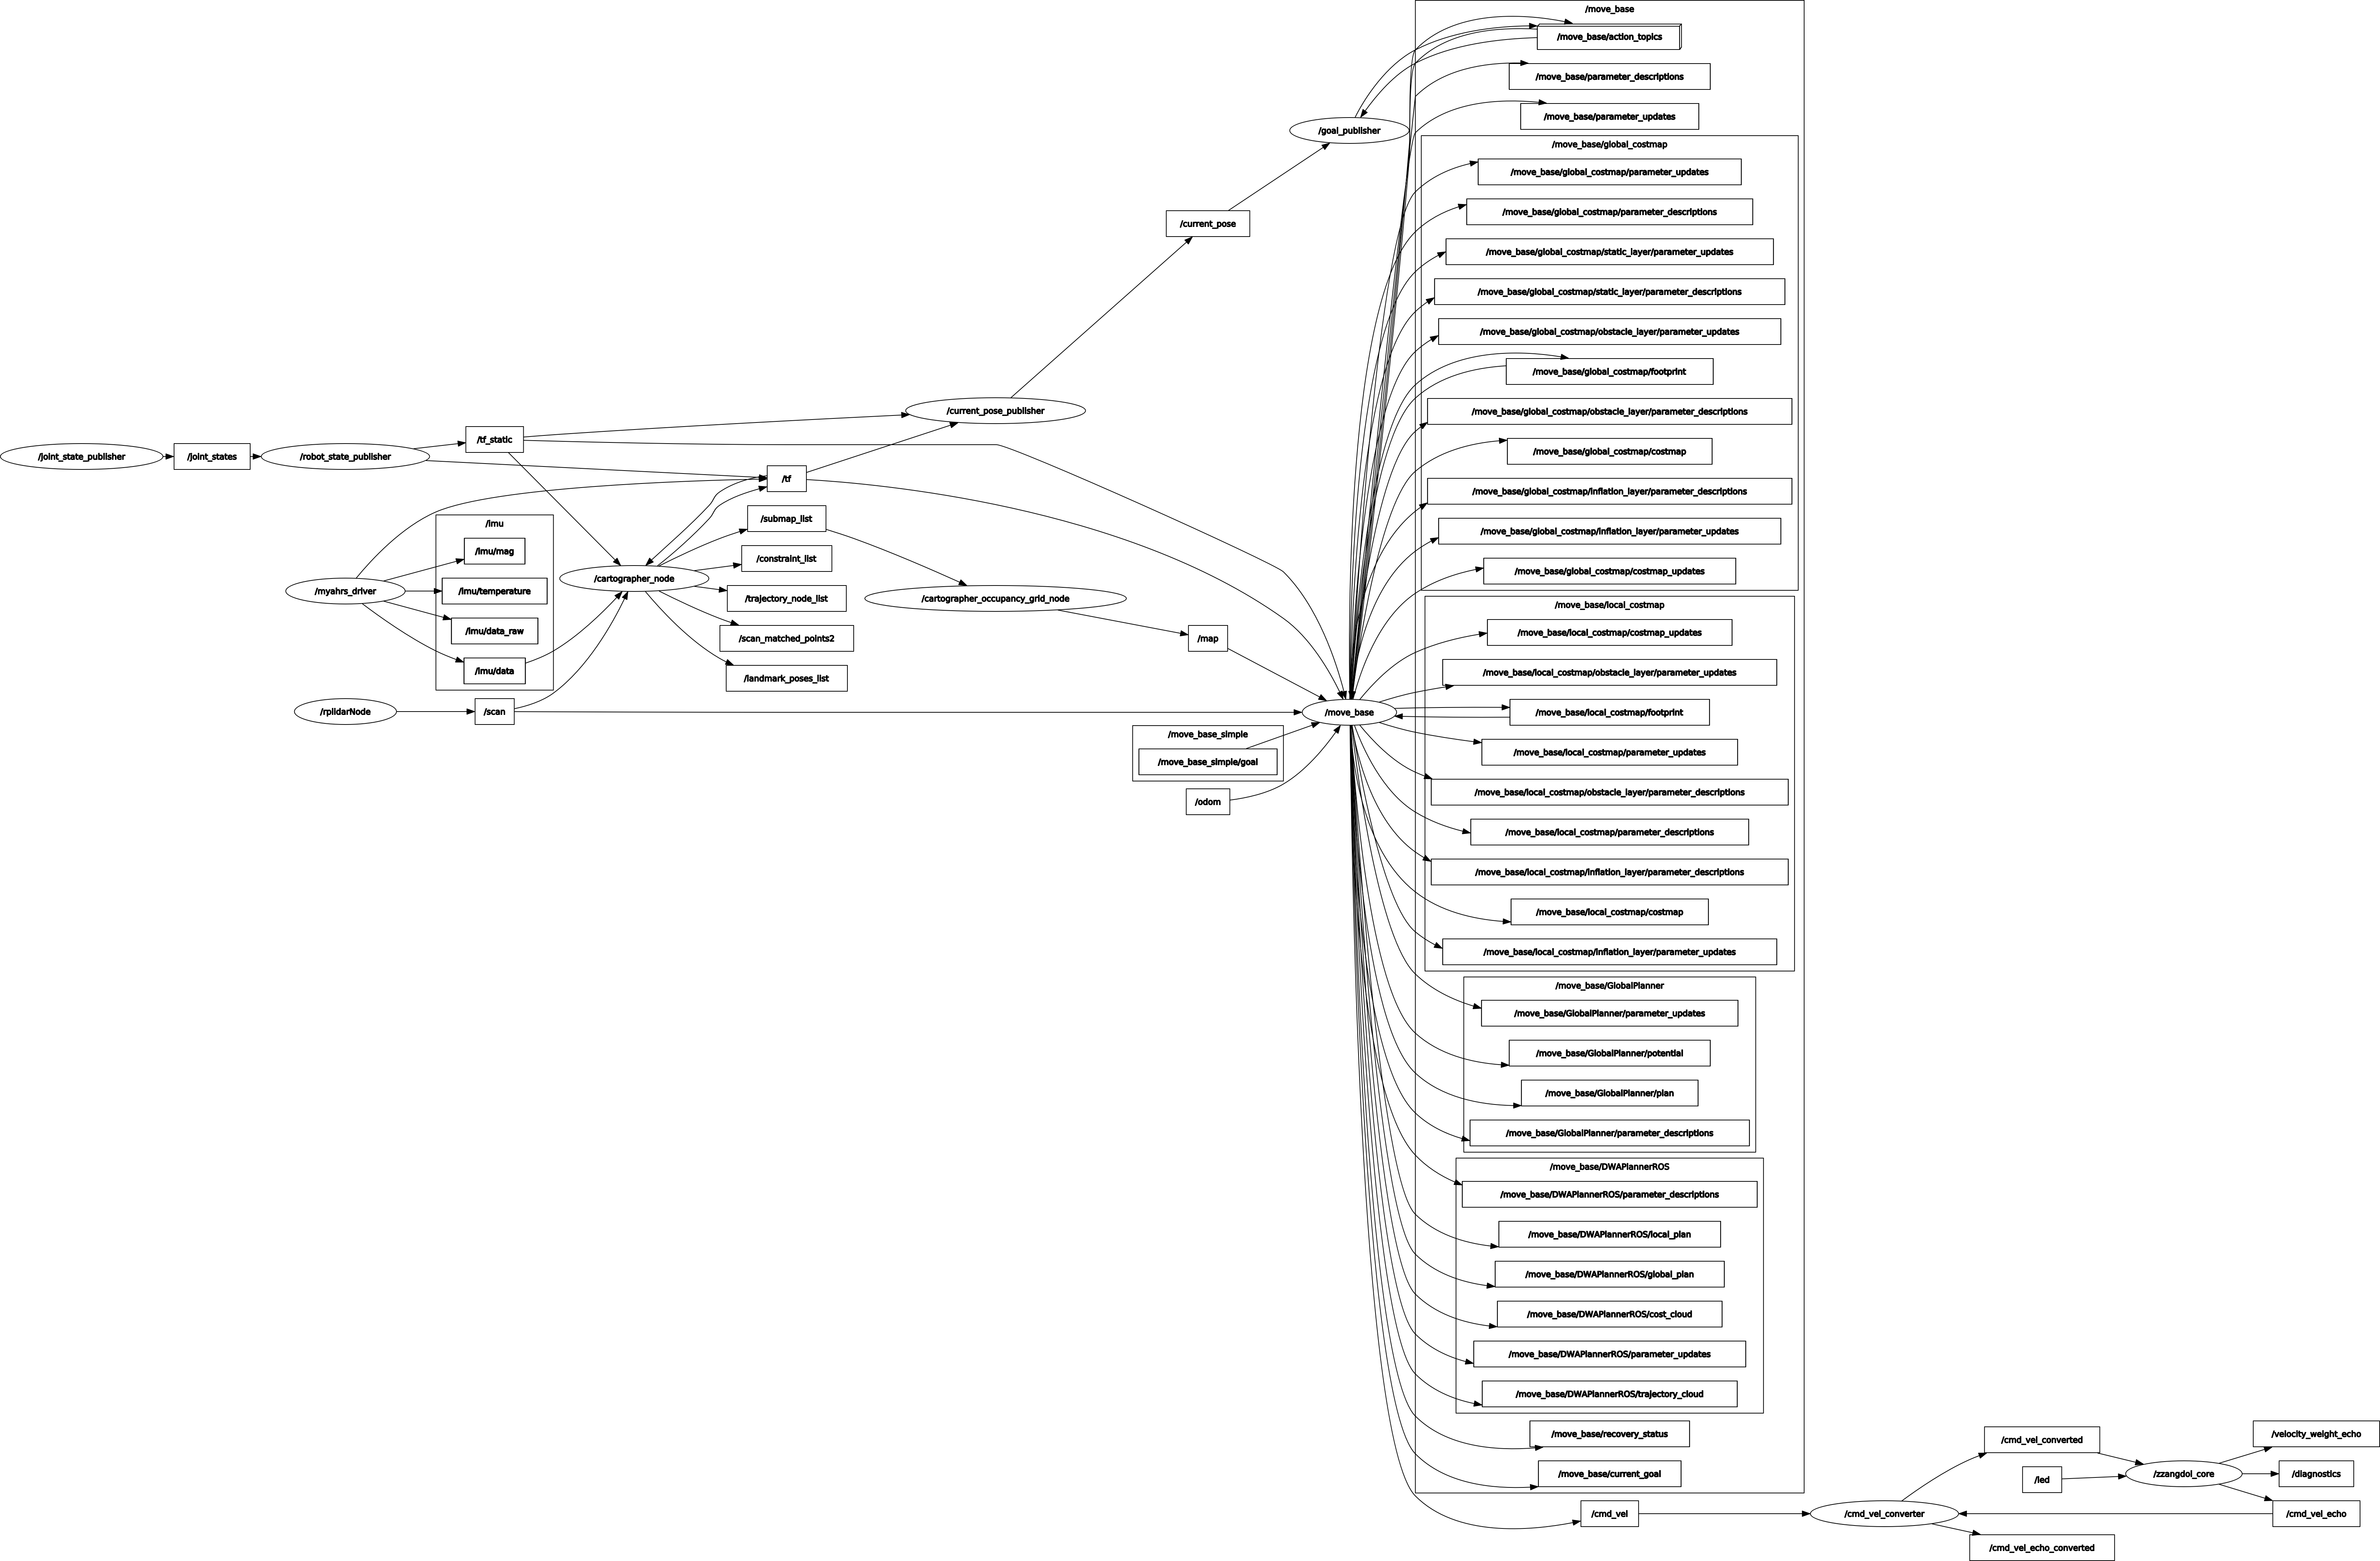 /move_base
/move_base/action_topics
/move_base/parameter_descriptions
/move_base/parameter_updates
/goal_publisher
/move_base/global_costmap
/move_base/global_costmap/parameter_updates
/move_base/global_costmap/parameter_descriptions
/current_pose
/move_base/global_costmap/static_layer/parameter_updates
/move_base/global_costmap/static_layer/parameter_descriptions
/move_base/global_costmap/obstacle_layer/parameter_updates
/move_base/global_costmap/footprint
/current_pose_publisher
/move_base/global_costmap/obstacle_layer/parameter_descriptions
/tf_static
/joint_state_publisher
/joint_states
/robot_state_publisher
/move_base/global_costmap/costmap
/tf
/move_base/global_costmap/inflation_layer/parameter_descriptions
/imu
/submap_list
/move_base/global_costmap/inflation_layer/parameter_updates
/imu/mag
/constraint_list
/cartographer_node
/move_base/global_costmap/costmap_updates
/myahrs_driver
/imu/temperature
/trajectory_node_list
/cartographer_occupancy_grid_node
/move_base/local_costmap
/imu/data_raw
/scan_matched_points2
/map
/move_base/local_costmap/costmap_updates
/imu/data
/landmark_poses_list
/move_base/local_costmap/obstacle_layer/parameter_updates
/rplidarNode
/scan
/move_base
/move_base/local_costmap/footprint
/move_base_simple
/move_base_simple/goal
/move_base/local_costmap/parameter_updates
/odom
/move_base/local_costmap/obstacle_layer/parameter_descriptions
/move_base/local_costmap/parameter_descriptions
/move_base/local_costmap/inflation_layer/parameter_descriptions
/move_base/local_costmap/costmap
/move_base/local_costmap/inflation_layer/parameter_updates
/move_base/GlobalPlanner
/move_base/GlobalPlanner/parameter_updates
/move_base/GlobalPlanner/potential
/move_base/GlobalPlanner/plan
/move_base/GlobalPlanner/parameter_descriptions
/move_base/DWAPlannerROS
/move_base/DWAPlannerROS/parameter_descriptions
/move_base/DWAPlannerROS/local_plan
/move_base/DWAPlannerROS/global_plan
/move_base/DWAPlannerROS/cost_cloud
/move_base/DWAPlannerROS/parameter_updates
/move_base/DWAPlannerROS/trajectory_cloud
/move_base/recovery_status
/cmd_vel_converted
/velocity_weight_echo
/move_base/current_goal
/led
/zzangdol_core
/diagnostics
/cmd_vel
/cmd_vel_converter
/cmd_vel_echo
/cmd_vel_echo_converted